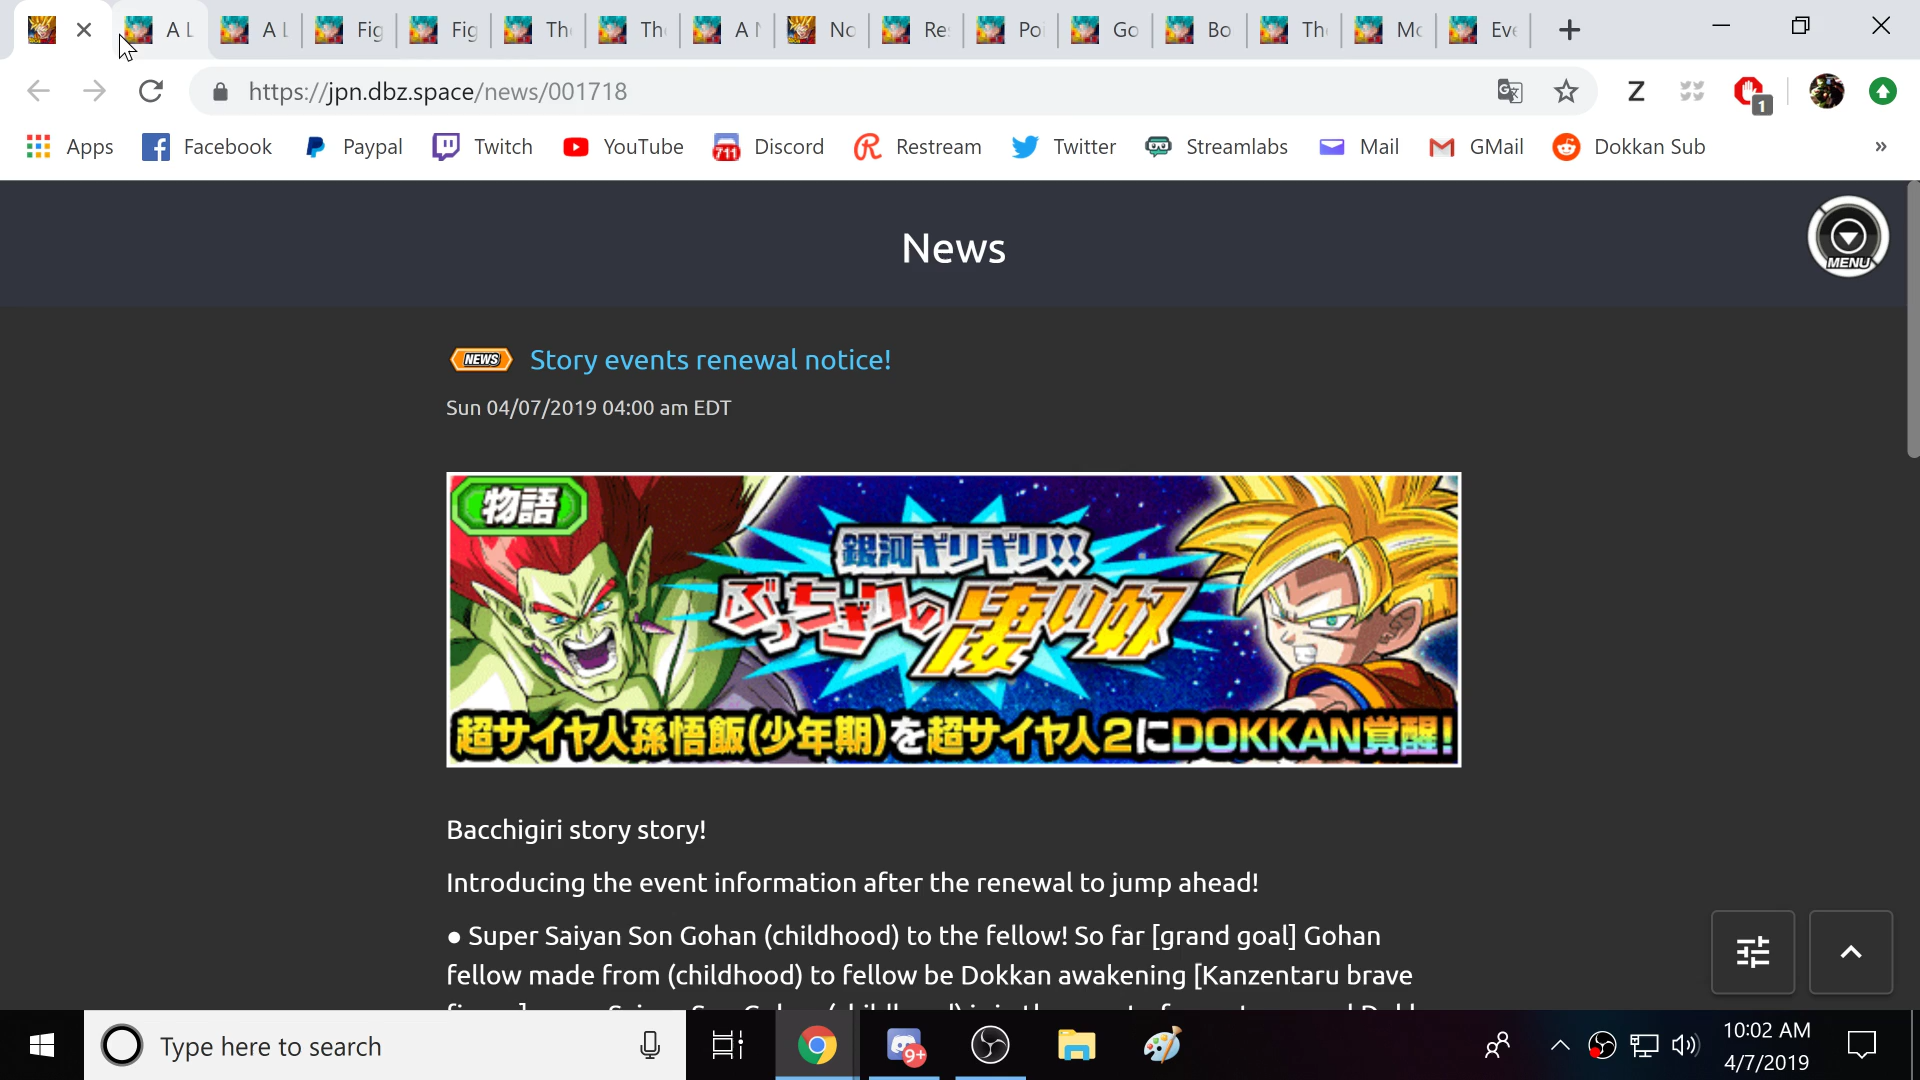 A L
A L
Fig
Fig
Th
Th
A N
No
Re
Poi
Go
Bo
Th
Mo
Eve
https://jpn.dbz.space/news/001718
1
Apps
Facebook
Paypal
Twitch
YouTube
711
Discord
Restream
Twitter
Streamlabs
Mail
GMail
Dokkan Sub
»
News
MENU
NEWS Story events renewal notice!
Sun 04/07/2019 04:00 am EDT
物語
銀河ギリギリ!!
ぶっちぎりの凄い奴
超サイヤ人孫悟飯(少年期)を超サイヤ人2にDOKKAN覚醒!
Bacchigiri story story!
Introducing the event information after the renewal to jump ahead!
● Super Saiyan Son Gohan (childhood) to the fellow! So far [grand goal] Gohan
fellow made from (childhood) to fellow be Dokkan awakening [Kanzentaru brave
Type here to search
9+
10:02 AM
4/7/2019